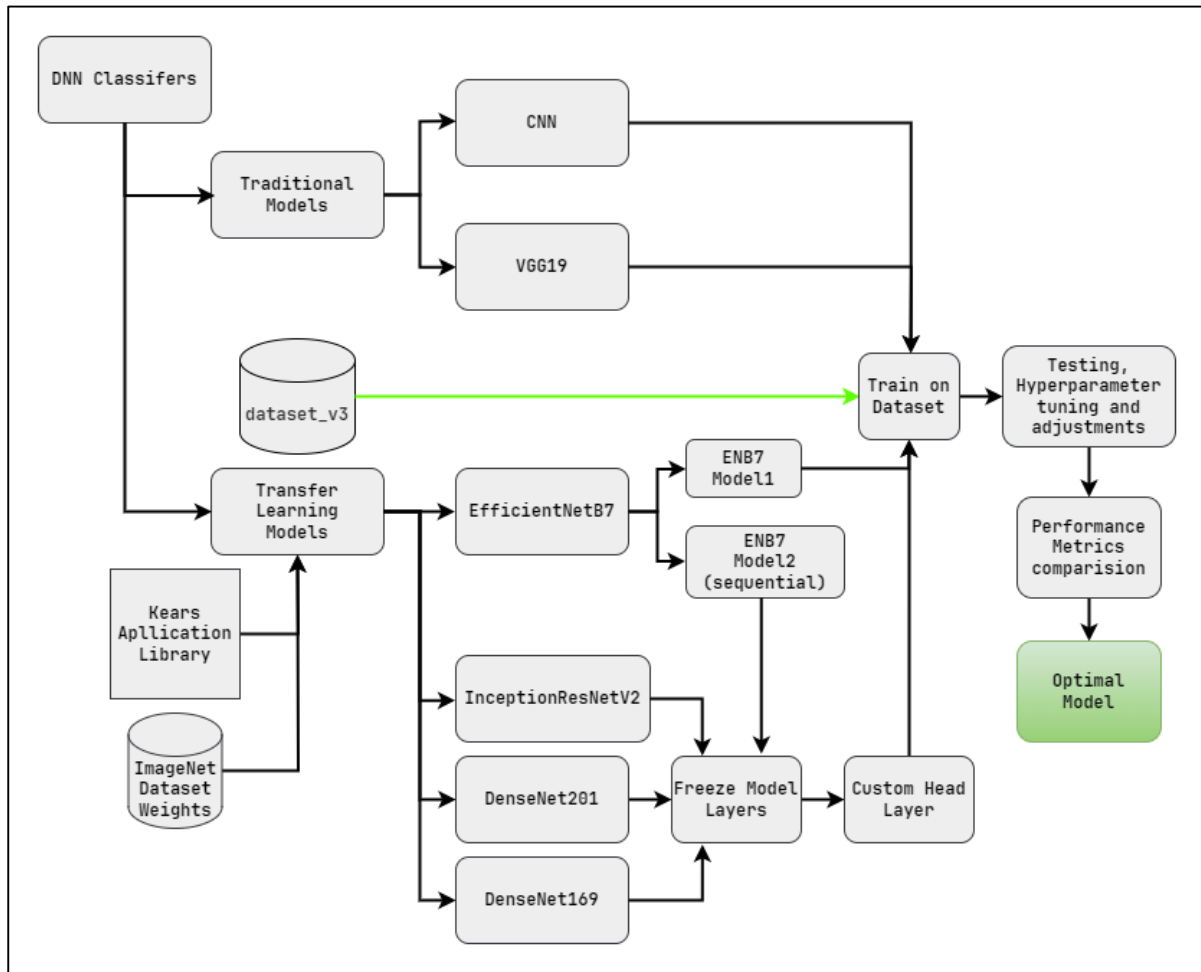 DNN Classifers
CNN
Traditional
Models
VGG19
dataset_v3
Train on
Dataset
Testing,
Hyperparameter
tuning and
adjustments
Transfer
Learning
Models
EfficientNetB7
ENB7
Model1
ENB7
Model2
(sequential)
Performance
Metrics
comparision
Kears
Apllication
Library
InceptionResNetV2
Optimal
Model
ImageNet
Dataset
Weights
DenseNet201
Freeze Model
Layers
Custom Head
Layer
DenseNet169